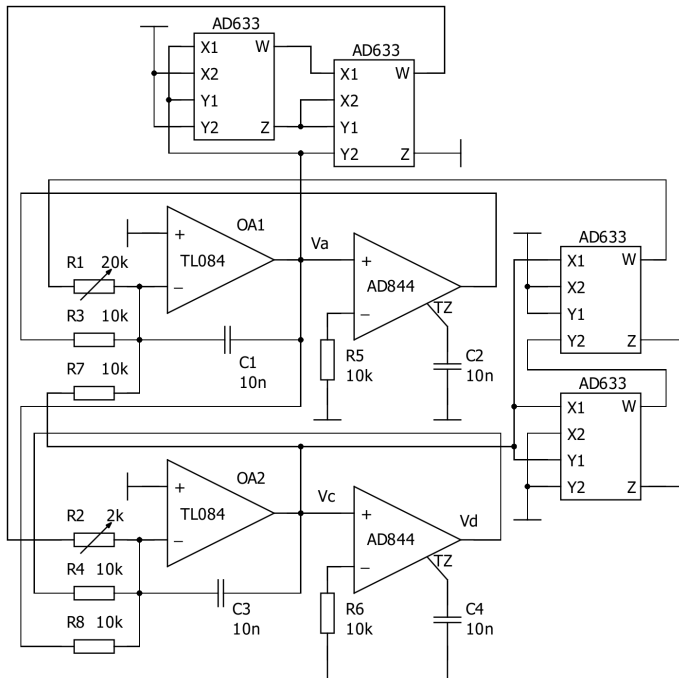 AD633
X1 W
X2
Y1
Y2 Z
AD633
X1 W
X2
Y1
Y2 Z
OA1
+
TL084
−
R1 20k
R3 10k
R7 10k
C1
10n
Va
+
AD844
−
TZ
R5
10k
C2
10n
AD633
X1 W
X2
Y1
Y2 Z
AD633
X1 W
X2
Y1
Y2 Z
OA2
+
TL084
−
R2 2k
R4 10k
R8 10k
C3
10n
Vc
+
AD844
−
Vd
TZ
R6
10k
C4
10n